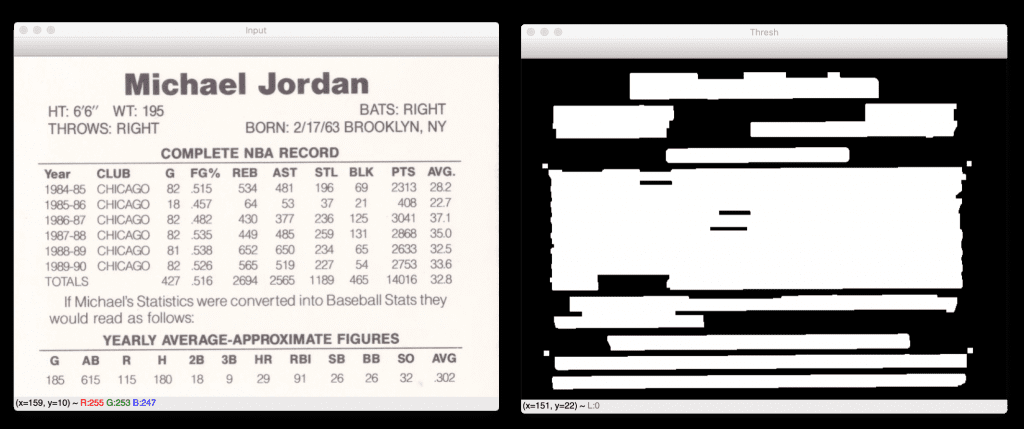 Input
Michael Jordan
HT: 6'6″ WT: 195 BATS: RIGHT
THROWS: RIGHT BORN: 2/17/63 BROOKLYN, NY
COMPLETE NBA RECORD
Year CLUB G FG% REB AST STL BLK PTS AVG.
1984-85 CHICAGO 82 .515 534 481 196 69 2313 28.2
1985-86 CHICAGO 18 .457 64 53 37 21 408 22.7
1986-87 CHICAGO 82 .482 430 377 236 125 3041 37.1
1987-88 CHICAGO 82 .535 449 485 259 131 2868 35.0
1988-89 CHICAGO 81 .538 652 650 234 65 2633 32.5
1989-90 CHICAGO 82 .526 565 519 227 54 2753 33.6
TOTALS 427 .516 2694 2565 1189 465 14016 32.8
If Michael's Statistics were converted into Baseball Stats they
would read as follows:
YEARLY AVERAGE-APPROXIMATE FIGURES
G AB R H 2B 3B HR RBI SB BB SO AVG
185 615 115 180 18 9 29 91 26 26 32 .302
(x=159, y=10) ~ R:255 G:253 B:247
Thresh
(x=151, y=22) ~ L:0